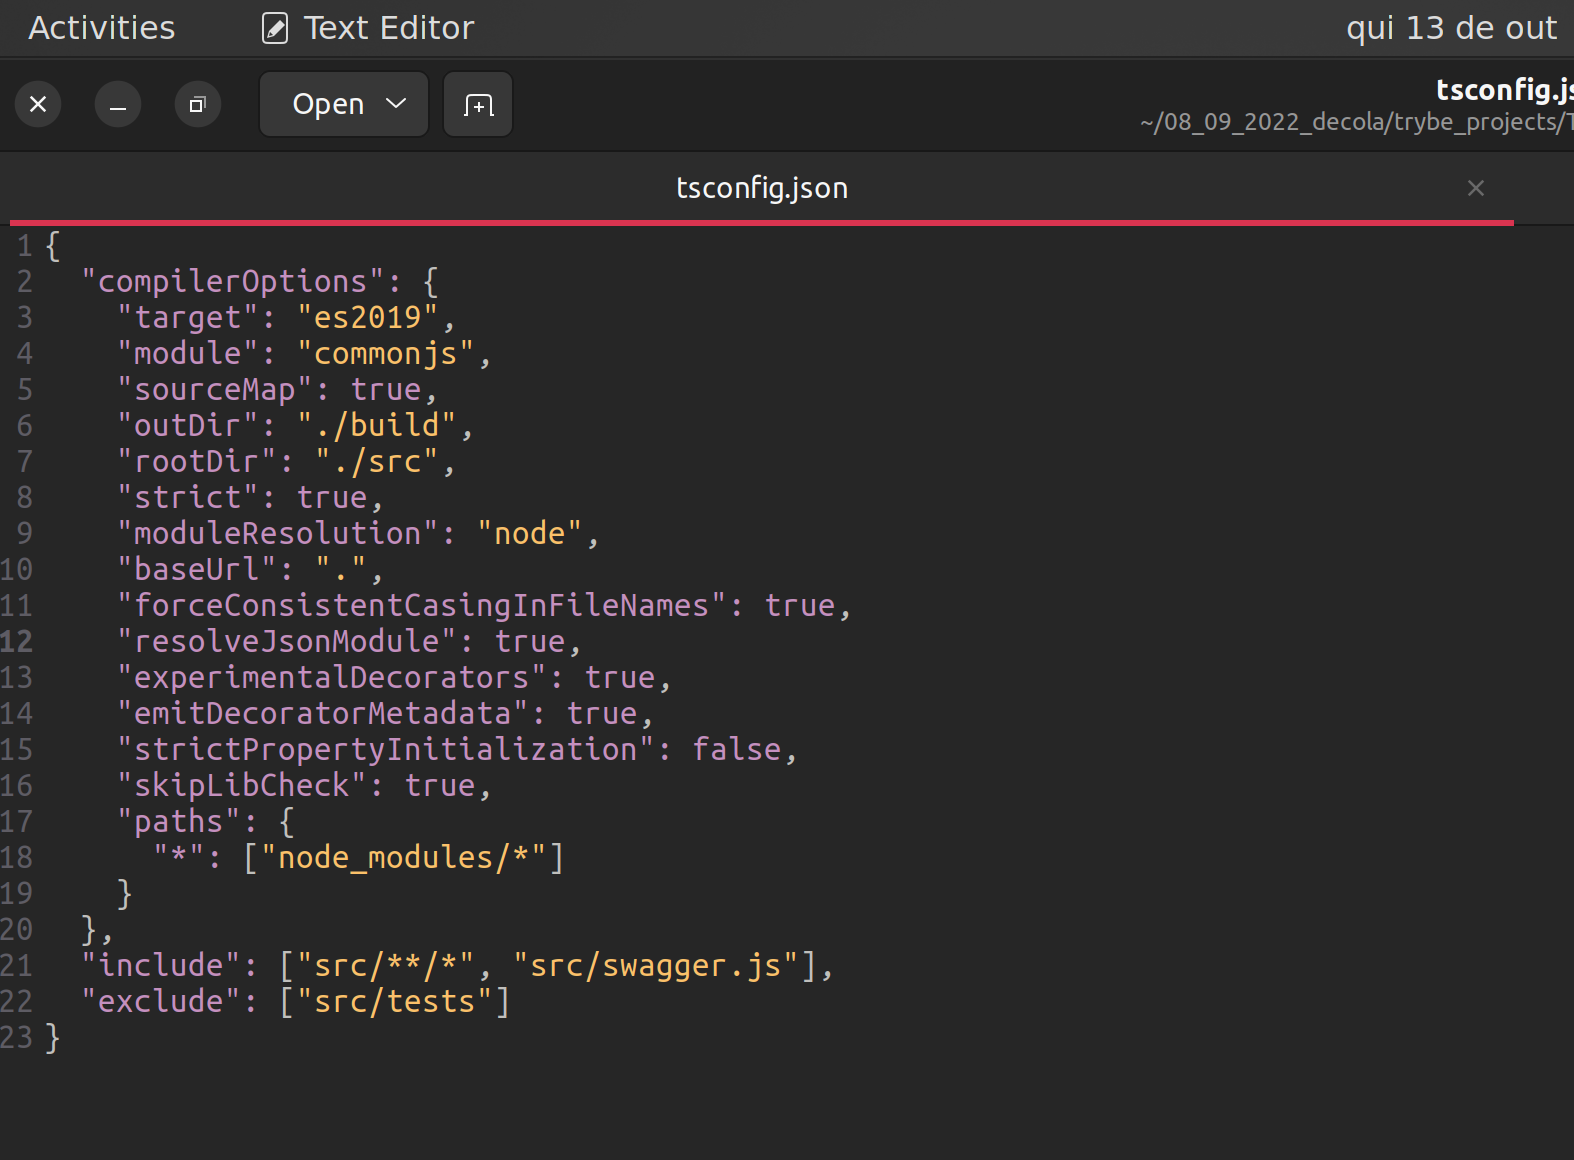 Activities Text Editor qui 13 de out
Open tsconfig.js
~/08_09_2022_decola/trybe_projects/T
tsconfig.json
1 {
2   "compilerOptions": {
3     "target": "es2019",
4     "module": "commonjs",
5     "sourceMap": true,
6     "outDir": "./build",
7     "rootDir": "./src",
8     "strict": true,
9     "moduleResolution": "node",
10     "baseUrl": ".",
11     "forceConsistentCasingInFileNames": true,
12     "resolveJsonModule": true,
13     "experimentalDecorators": true,
14     "emitDecoratorMetadata": true,
15     "strictPropertyInitialization": false,
16     "skipLibCheck": true,
17     "paths": {
18       "*": ["node_modules/*"]
19     }
20   },
21   "include": ["src/**/*", "src/swagger.js"],
22   "exclude": ["src/tests"]
23 }